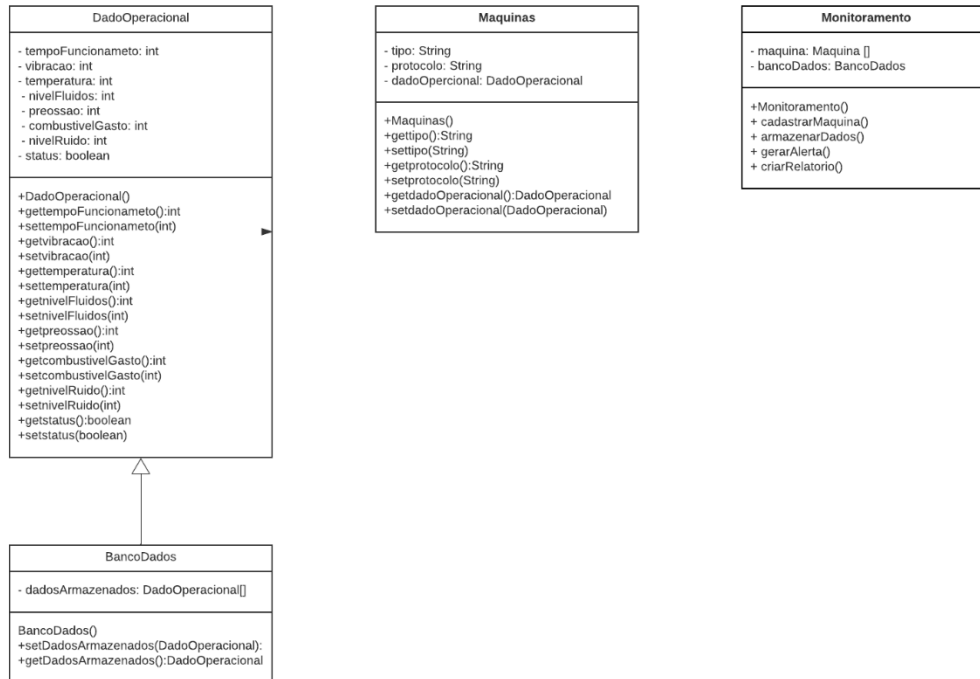 DadoOperacional
- tempoFuncionameto: int
- vibracao: int
- temperatura: int
- nivelFluidos: int
- preossao: int
- combustivelGasto: int
- nivelRuido: int
- status: boolean
+DadoOperacional()
+gettempoFuncionameto():int
+settempoFuncionameto(int)
+getvibracao():int
+setvibracao(int)
+gettemperatura():int
+settemperatura(int)
+getnivelFluidos():int
+setnivelFluidos(int)
+getpreossao():int
+setpreossao(int)
+getcombustivelGasto():int
+setcombustivelGasto(int)
+getnivelRuido():int
+setnivelRuido(int)
+getstatus():boolean
+setstatus(boolean)
BancoDados
- dadosArmazenados: DadoOperacional[]
BancoDados()
+setDadosArmazenados(DadoOperacional):
+getDadosArmazenados():DadoOperacional
Maquinas
- tipo: String
- protocolo: String
- dadoOpercional: DadoOperacional
+Maquinas()
+gettipo():String
+settipo(String)
+getprotocolo():String
+setprotocolo(String)
+getdadoOperacional():DadoOperacional
+setdadoOperacional(DadoOperacional)
Monitoramento
- maquina: Maquina []
- bancoDados: BancoDados
+Monitoramento()
+ cadastrarMaquina()
+ armazenarDados()
+ gerarAlerta()
+ criarRelatorio()